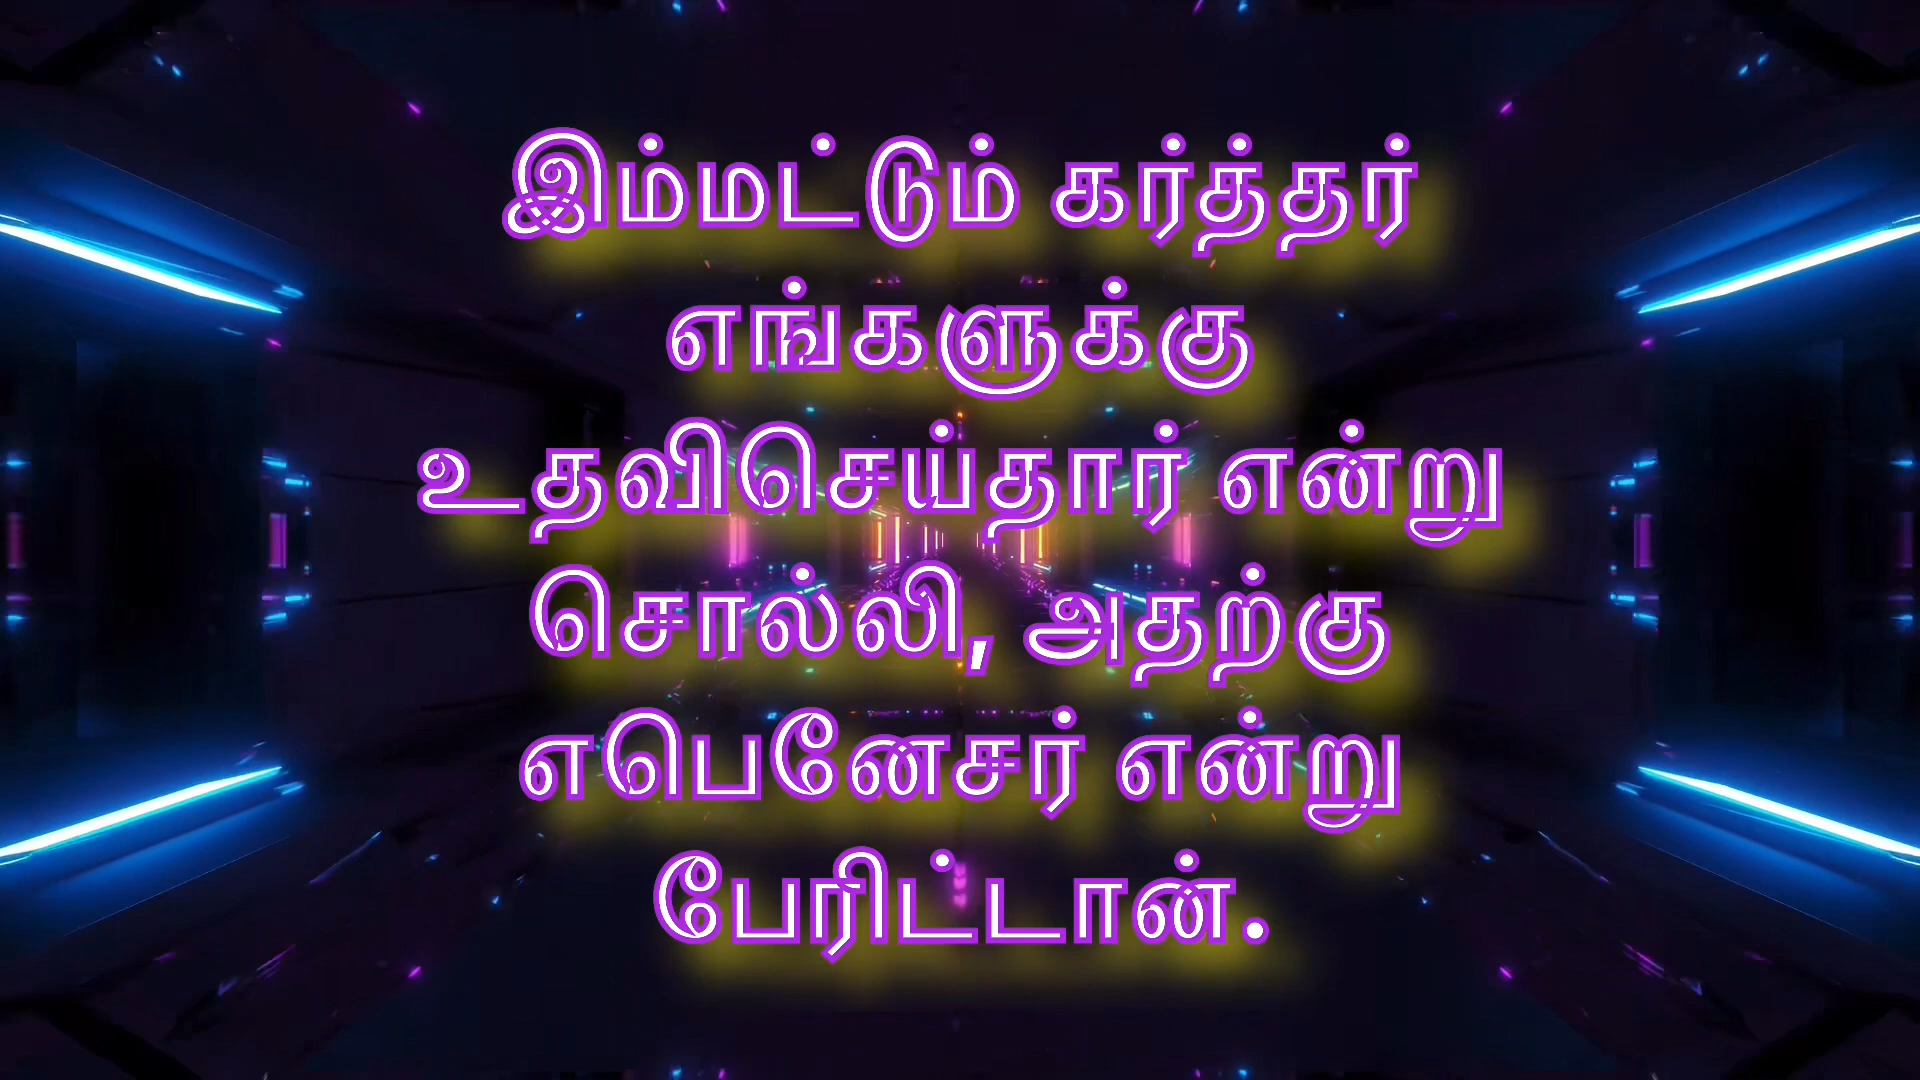 இம்மட்டும் கர்த்தர்
எங்களுக்கு
உதவிசெய்தார் என்று
சொல்லி, அதற்கு
எபெனேசர் என்று
பேரிட்டான்.